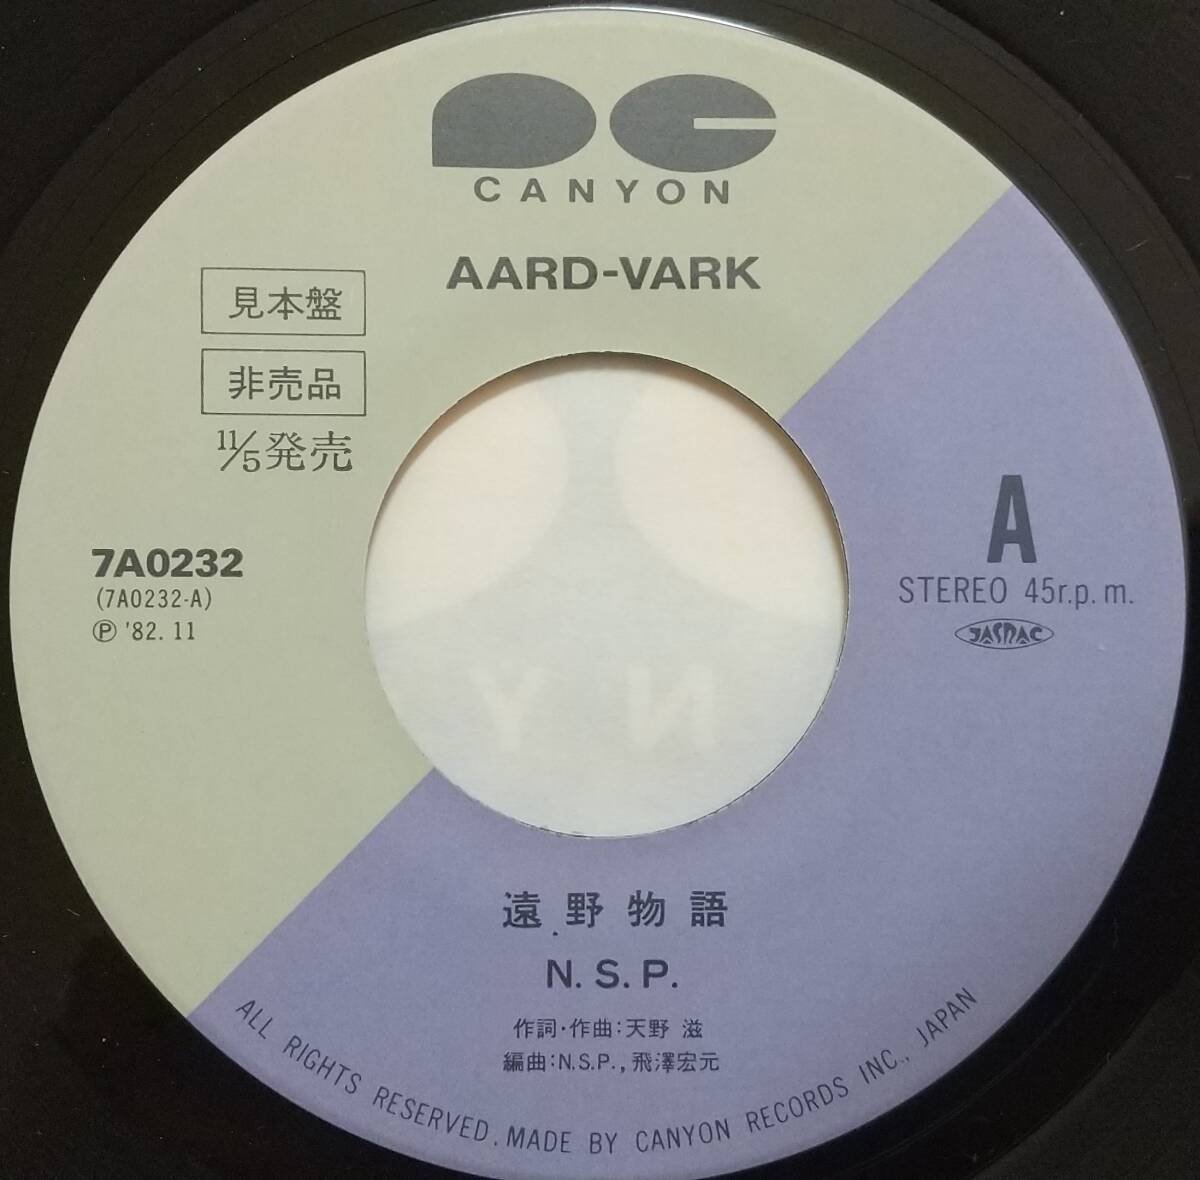 CANYON
AARD-VARK
見本盤
非売品
11/5発売
7A0232
(7A0232-A)
Ⓟ '82. 11
A
STEREO 45r.p.m.
JASRAC
遠野物語
N.S.P.
作詞・作曲:天野 滋
編曲:N.S.P., 飛澤宏元
ALL RIGHTS RESERVED. MADE BY CANYON RECORDS INC., JAPAN